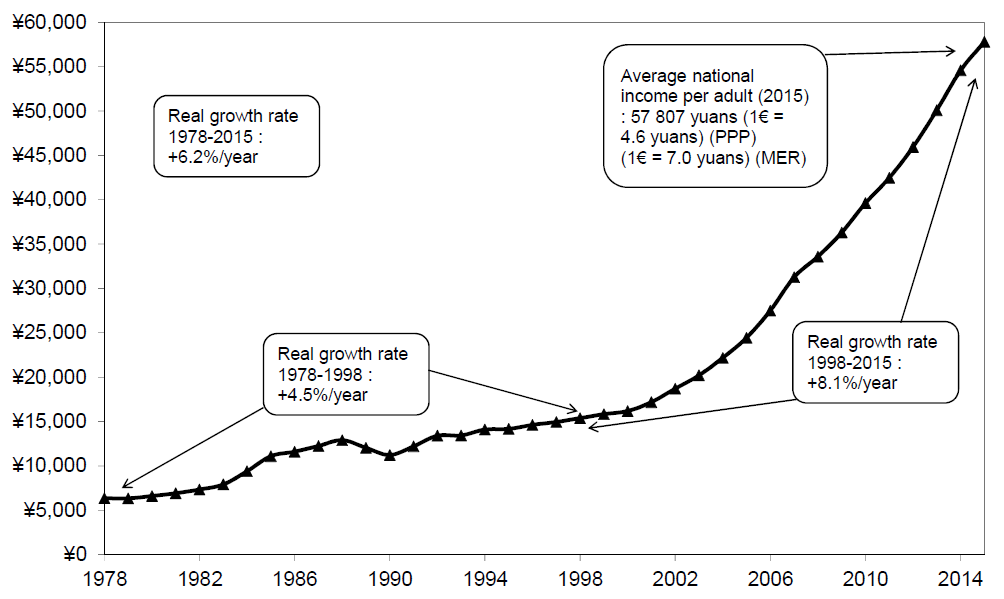 ¥60,000
¥55,000
¥50,000
¥45,000
¥40,000
¥35,000
¥30,000
¥25,000
¥20,000
¥15,000
¥10,000
¥5,000
¥0
Real growth rate
1978-2015 :
+6.2%/year
Average national
income per adult (2015)
: 57 807 yuans (1€ =
4.6 yuans) (PPP)
(1€ = 7.0 yuans) (MER)
Real growth rate
1978-1998 :
+4.5%/year
Real growth rate
1998-2015 :
+8.1%/year
1978 1982 1986 1990 1994 1998 2002 2006 2010 2014